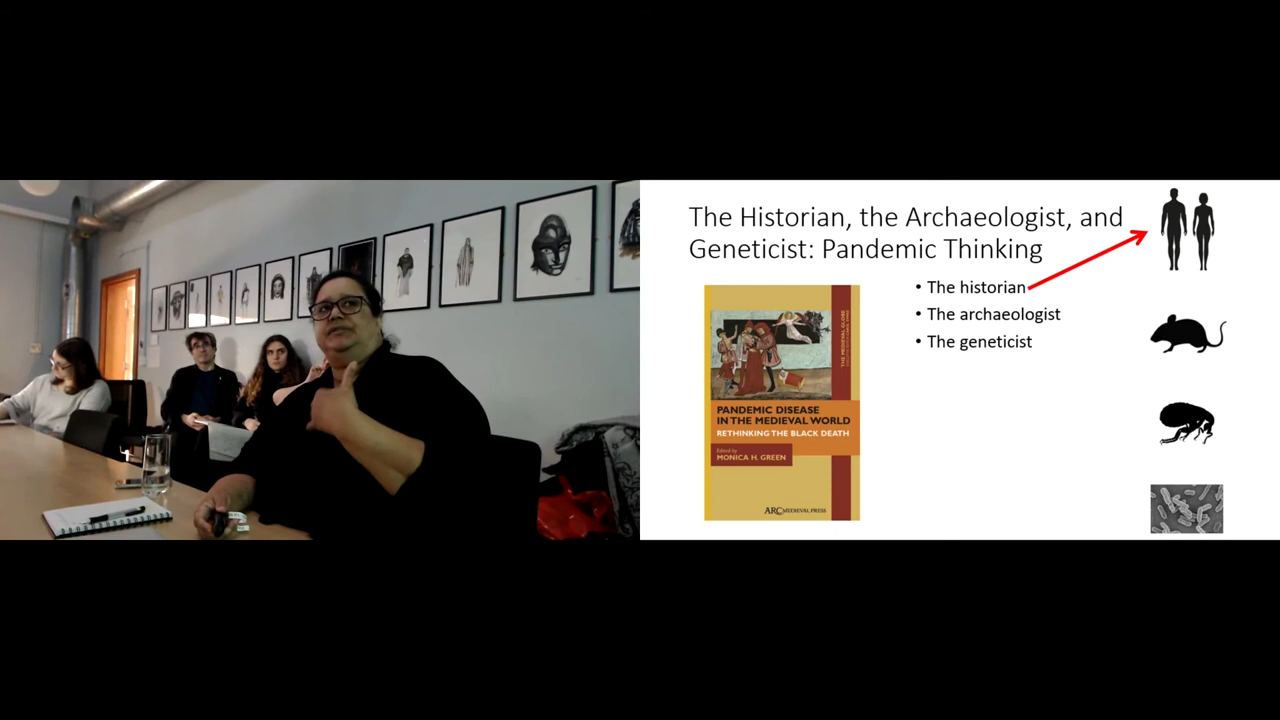 The Historian, the Archaeologist, and
Geneticist: Pandemic Thinking
• The historian
• The archaeologist
• The geneticist
THE MEDIEVAL GLOBE
PANDEMIC DISEASE
IN THE MEDIEVAL WORLD
RETHINKING THE BLACK DEATH
Edited by
MONICA H. GREEN
ARC MEDIEVAL PRESS